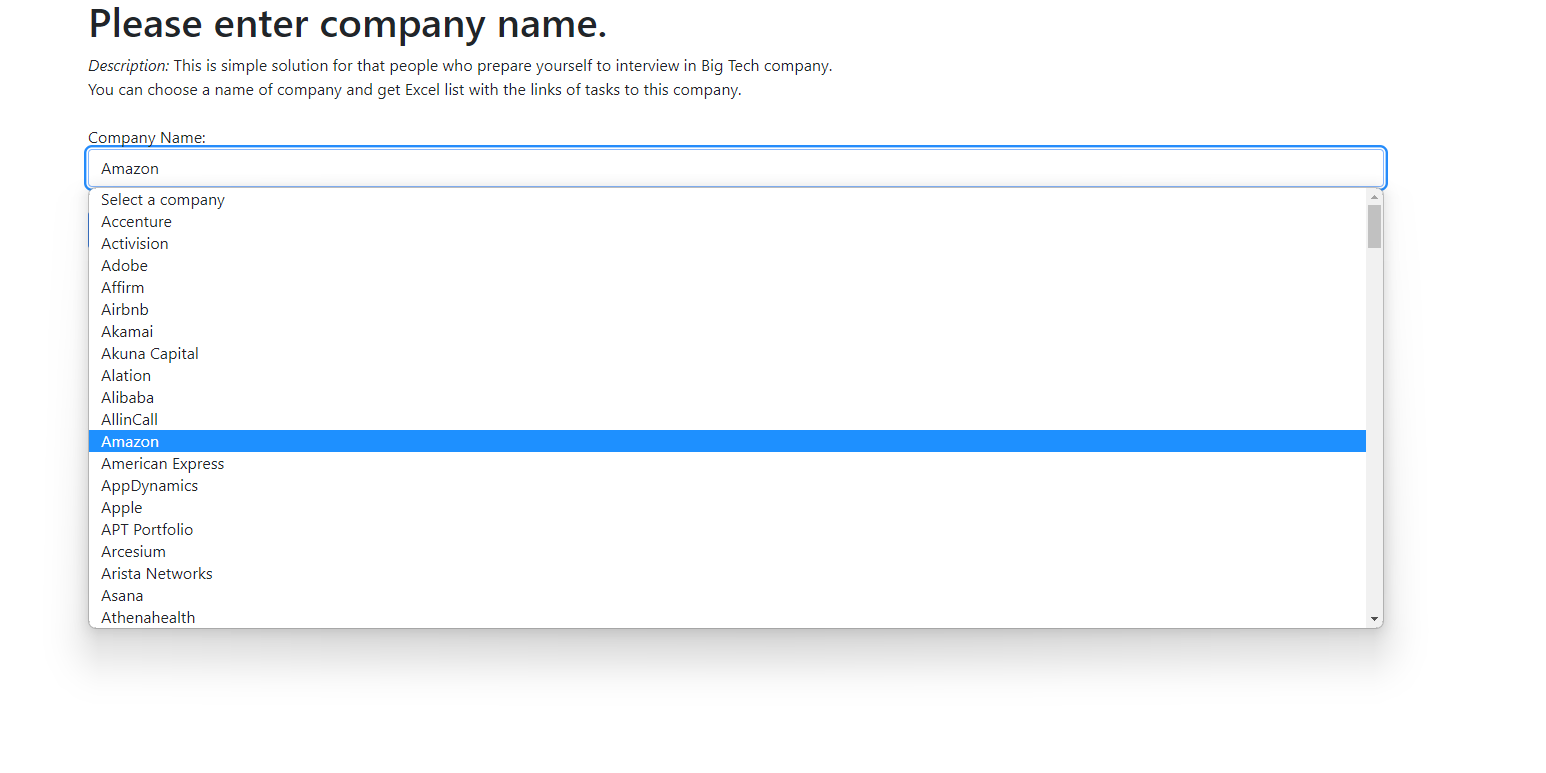 Please enter company name.
Description: This is simple solution for that people who prepare yourself to interview in Big Tech company.
You can choose a name of company and get Excel list with the links of tasks to this company.
Company Name:
Amazon
Select a company
Accenture
Activision
Adobe
Affirm
Airbnb
Akamai
Akuna Capital
Alation
Alibaba
AllinCall
Amazon
American Express
AppDynamics
Apple
APT Portfolio
Arcesium
Arista Networks
Asana
Athenahealth